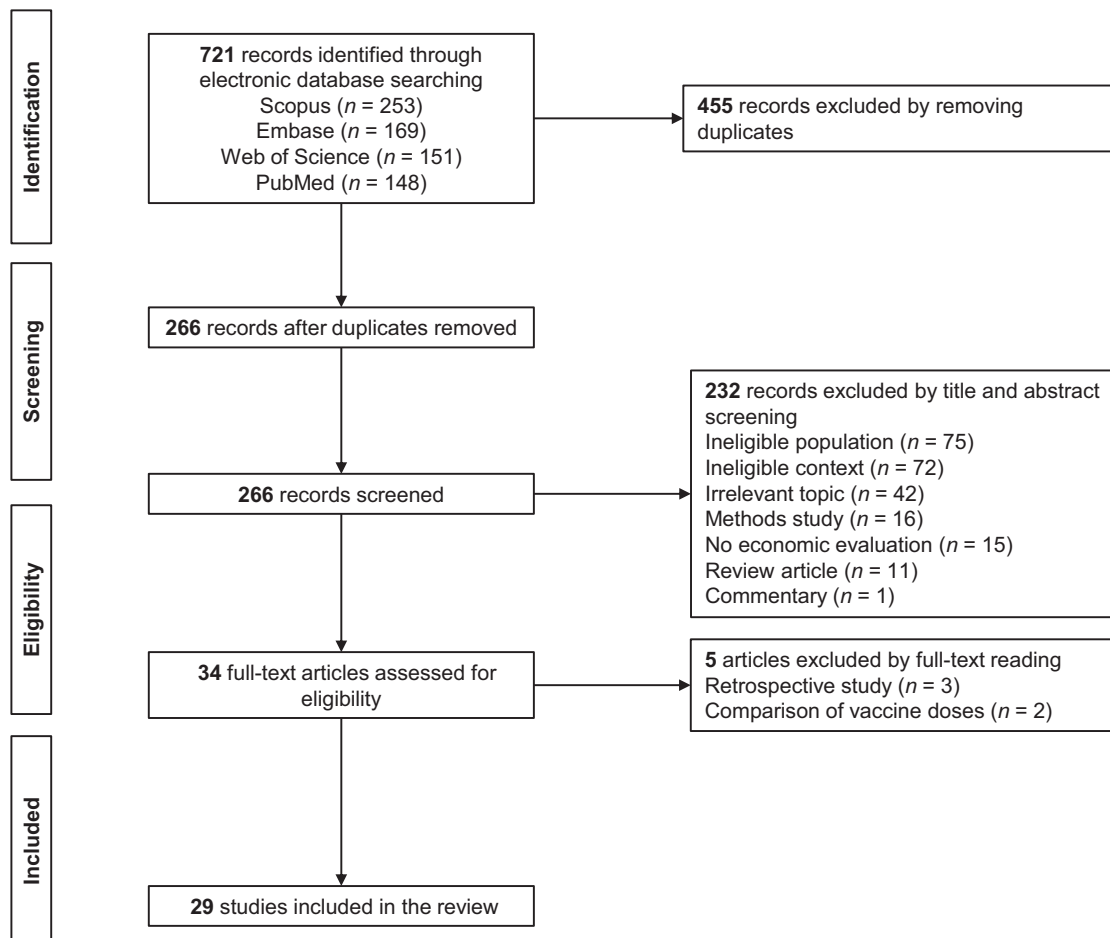 Identification
721 records identified through
electronic database searching
Scopus (n = 253)
Embase (n = 169)
Web of Science (n = 151)
PubMed (n = 148)
455 records excluded by removing
duplicates
Screening
266 records after duplicates removed
266 records screened
232 records excluded by title and abstract
screening
Ineligible population (n = 75)
Ineligible context (n = 72)
Irrelevant topic (n = 42)
Methods study (n = 16)
No economic evaluation (n = 15)
Review article (n = 11)
Commentary (n = 1)
Eligibility
34 full-text articles assessed for
eligibility
5 articles excluded by full-text reading
Retrospective study (n = 3)
Comparison of vaccine doses (n = 2)
Included
29 studies included in the review